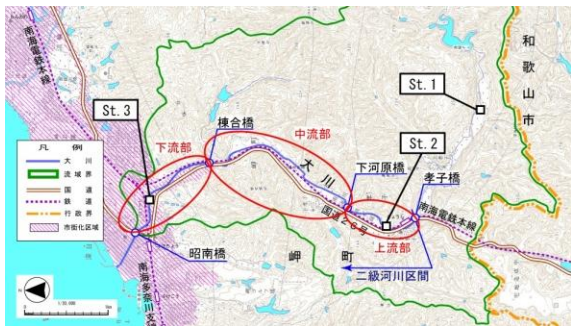 南海電鉄本線
和歌山市
St.1
St.3
棟合橋
中流部
下流部
大川
下河原橋
St.2
孝子橋
国道26号
南海電鉄本線
上流部
岬町
二級河川区間
昭南橋
南海多奈川支線
凡例
大川
流域界
国道
鉄道
行政界
市街化区域